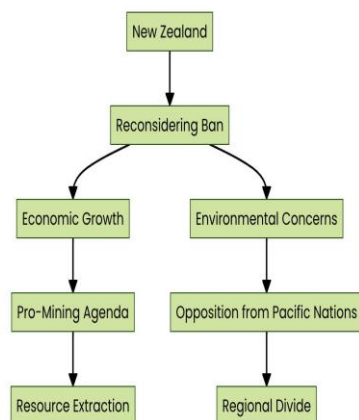 New Zealand
Reconsidering Ban
Economic Growth
Environmental Concerns
Pro-Mining Agenda
Opposition from Pacific Nations
Resource Extraction
Regional Divide